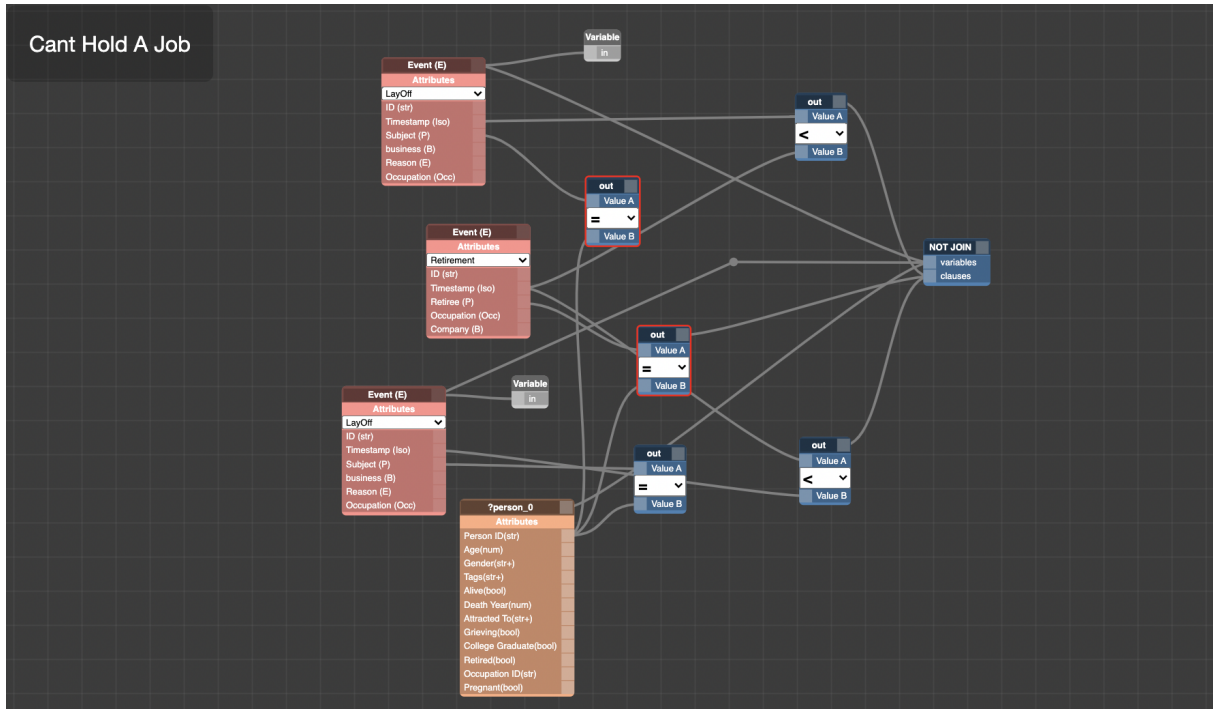 Cant Hold A Job
Variable
in
Event (E)
Attributes
LayOff
ID (str)
Timestamp (Iso)
Subject (P)
business (B)
Reason (E)
Occupation (Occ)
out
Value A
<
Value B
out
Value A
=
Value B
Event (E)
Attributes
Retirement
ID (str)
Timestamp (Iso)
Retiree (P)
Occupation (Occ)
Company (B)
NOT JOIN
variables
clauses
out
Value A
=
Value B
Variable
in
Event (E)
Attributes
LayOff
ID (str)
Timestamp (Iso)
Subject (P)
business (B)
Reason (E)
Occupation (Occ)
out
Value A
=
Value B
out
Value A
<
Value B
?person_0
Attributes
Person ID(str)
Age(num)
Gender(str+)
Tags(str+)
Alive(bool)
Death Year(num)
Attracted To(str+)
Grieving(bool)
College Graduate(bool)
Retired(bool)
Occupation ID(str)
Pregnant(bool)